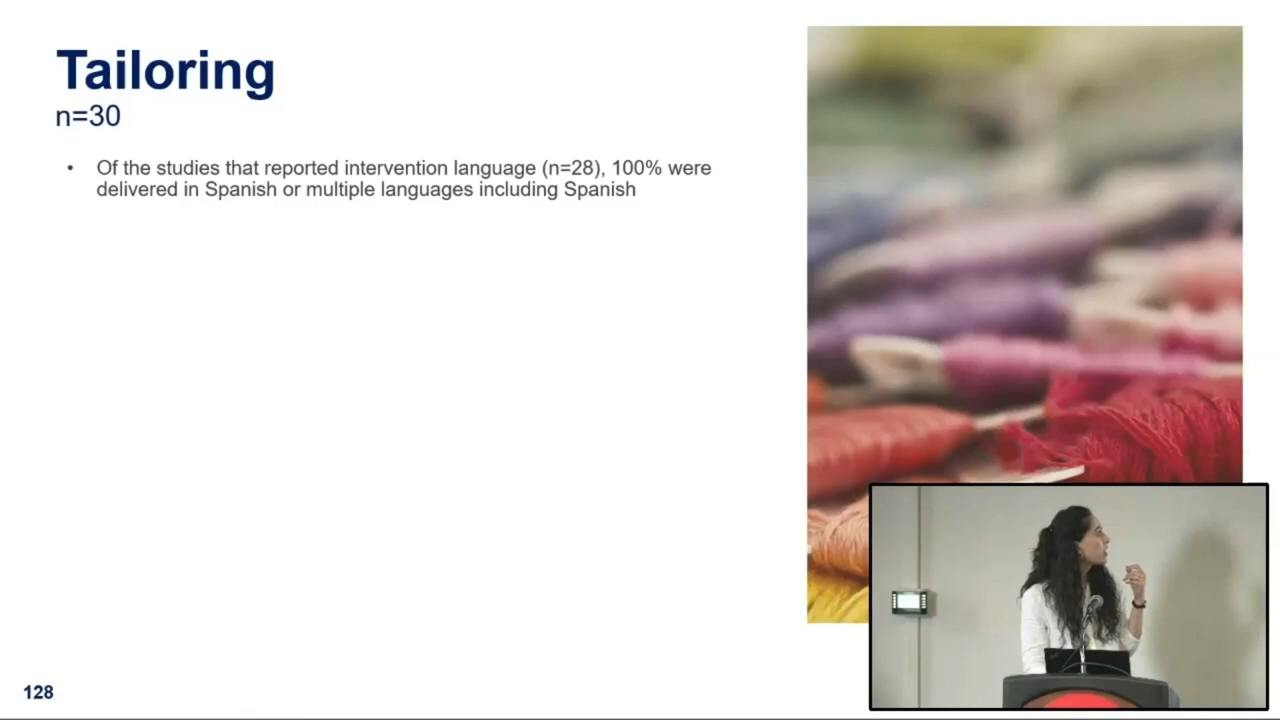 Tailoring
n=30
• Of the studies that reported intervention language (n=28), 100% were
delivered in Spanish or multiple languages including Spanish
128